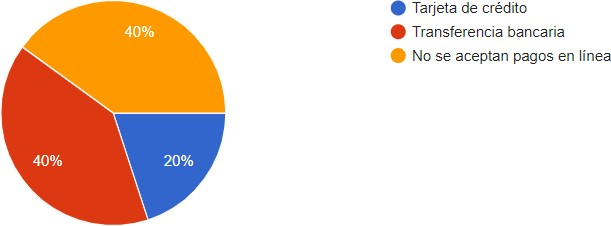 40%
40%
20%
Tarjeta de crédito
Transferencia bancaria
No se aceptan pagos en línea